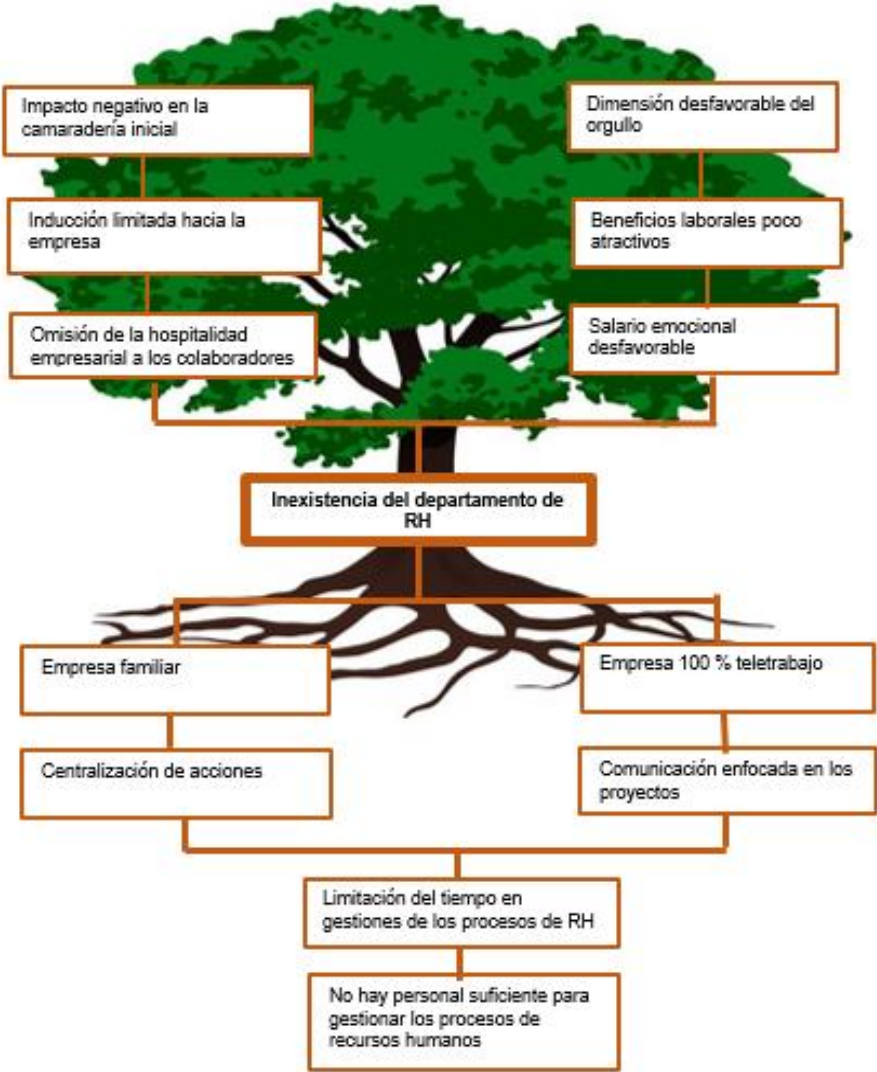 Impacto negativo en la
camaradería inicial
Dimensión desfavorable del
orgullo
Inducción limitada hacia la
empresa
Beneficios laborales poco
atractivos
Omisión de la hospitalidad
empresarial a los colaboradores
Salario emocional
desfavorable
Inexistencia del departamento de
RH
Empresa familiar
Empresa 100 % teletrabajo
Centralización de acciones
Comunicación enfocada en los
proyectos
Limitación del tiempo en
gestiones de los procesos de RH
No hay personal suficiente para
gestionar los procesos de
recursos humanos